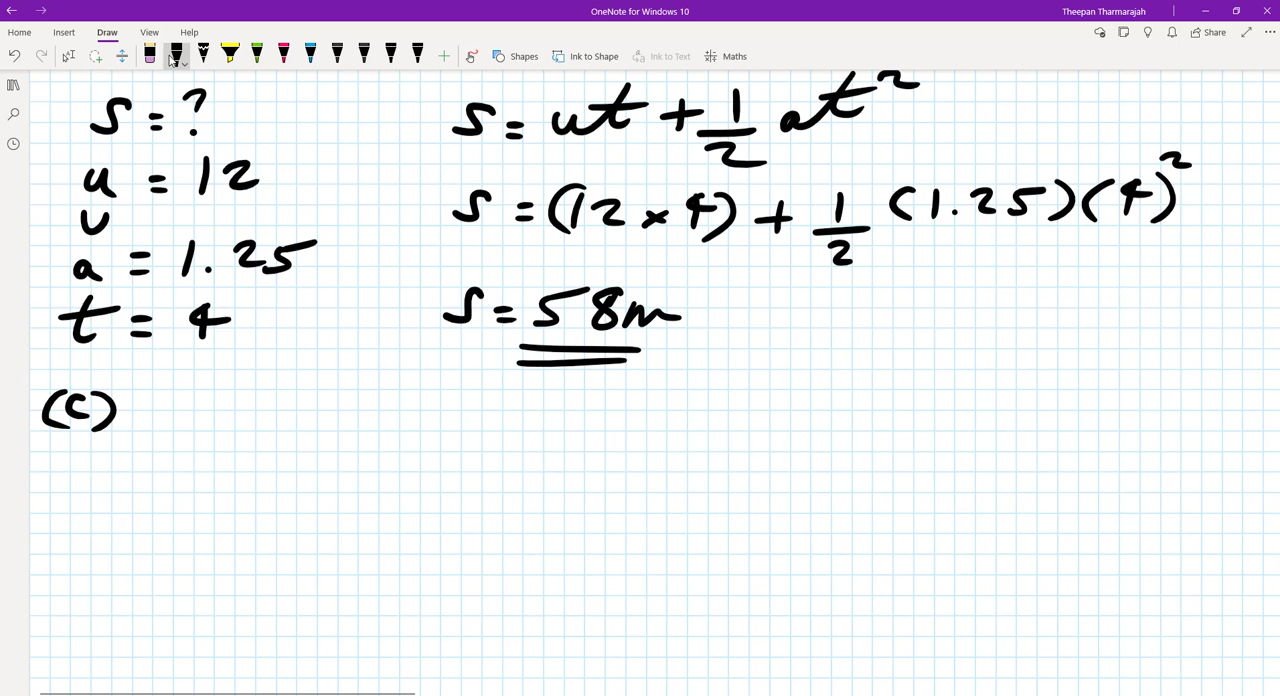 OneNote for Windows 10
Theepan Tharmarajah
Home Insert Draw View Help
Share
Shapes Ink to Shape Ink to Text Maths
s = ?
u = 12
v
a = 1.25
t = 4
s = ut + 1/2 at²
s = (12 × 4) + 1/2 (1.25)(4)²
s = 58m
(c)